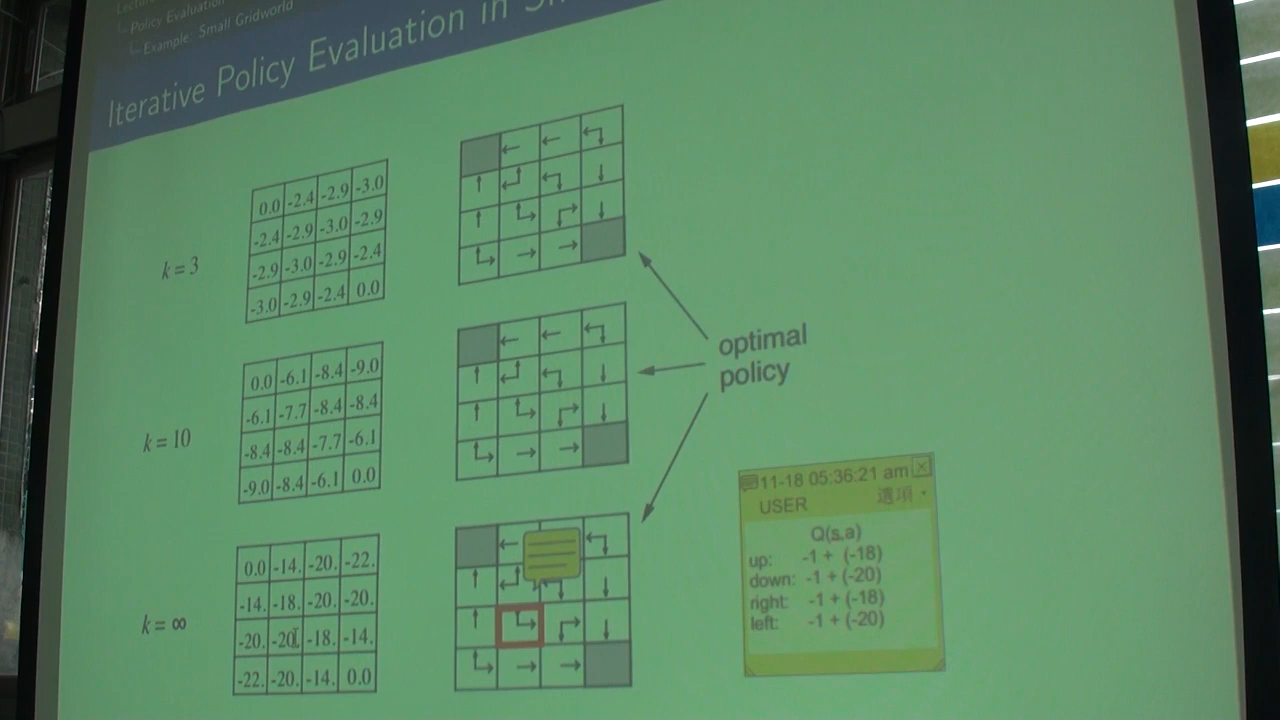 Policy Evaluation
Example: Small Gridworld
Iterative Policy Evaluation in
k = 3
0.0 -2.4 -2.9 -3.0
-2.4 -2.9 -3.0 -2.9
-2.9 -3.0 -2.9 -2.4
-3.0 -2.9 -2.4 0.0
k = 10
0.0 -6.1 -8.4 -9.0
-6.1 -7.7 -8.4 -8.4
-8.4 -8.4 -7.7 -6.1
-9.0 -8.4 -6.1 0.0
optimal
policy
k = ∞
0.0 -14. -20. -22.
-14. -18. -20. -20.
-20. -20. -18. -14.
-22. -20. -14. 0.0
11-18 05:36:21 am
USER 選項
Q(s,a)
up: -1 + (-18)
down: -1 + (-20)
right: -1 + (-18)
left: -1 + (-20)